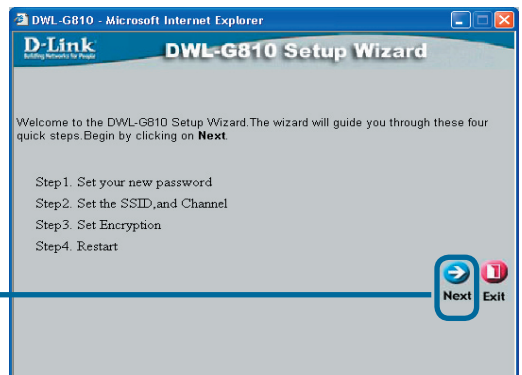 DWL-G810 - Microsoft Internet Explorer
D-Link
Building Networks for People
DWL-G810 Setup Wizard
Welcome to the DWL-G810 Setup Wizard.The wizard will guide you through these four
quick steps.Begin by clicking on Next.
Step1. Set your new password
Step2. Set the SSID,and Channel
Step3. Set Encryption
Step4. Restart
Next Exit